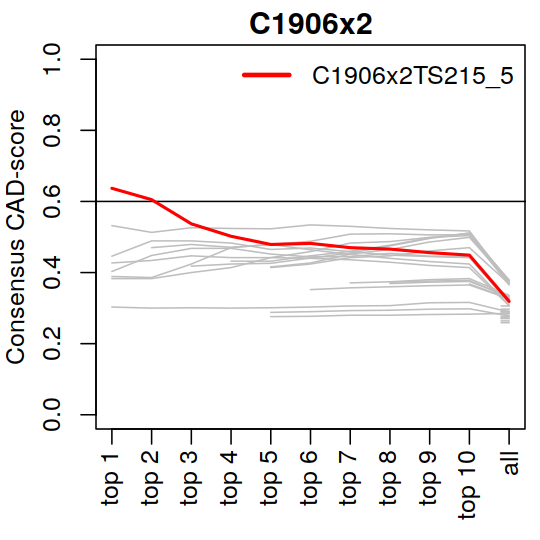 C1906x2
C1906x2TS215_5
Consensus CAD-score
1.0
0.8
0.6
0.4
0.2
0.0
top 1
top 2
top 3
top 4
top 5
top 6
top 7
top 8
top 9
top 10
all